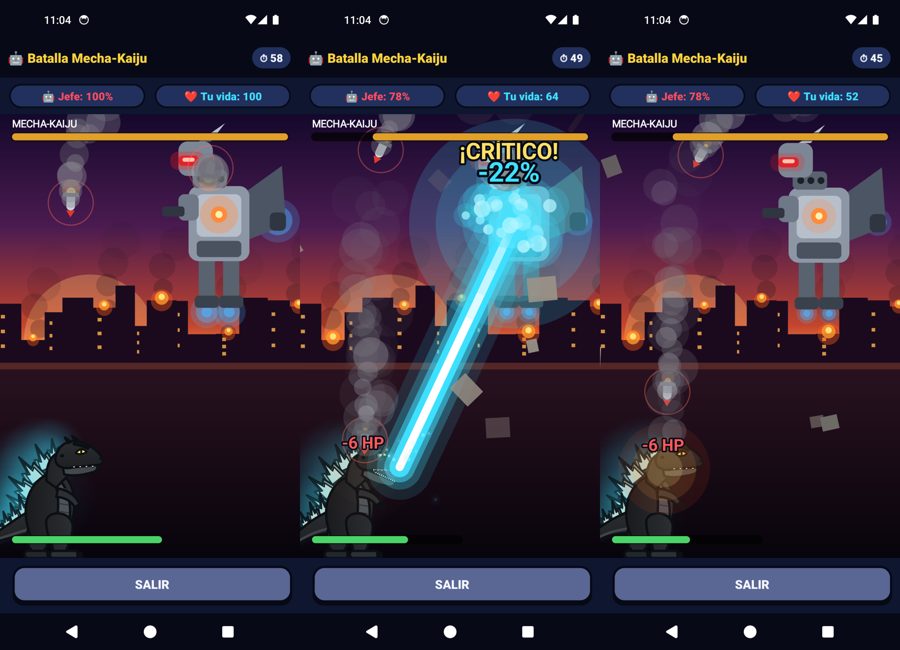 11:04
Batalla Mecha-Kaiju
58
Jefe: 100%
Tu vida: 100
MECHA-KAIJU
SALIR
11:04
Batalla Mecha-Kaiju
49
Jefe: 78%
Tu vida: 64
MECHA-KAIJU
¡CRÍTICO!
-22%
-6 HP
SALIR
11:04
Batalla Mecha-Kaiju
45
Jefe: 78%
Tu vida: 52
MECHA-KAIJU
-6 HP
SALIR